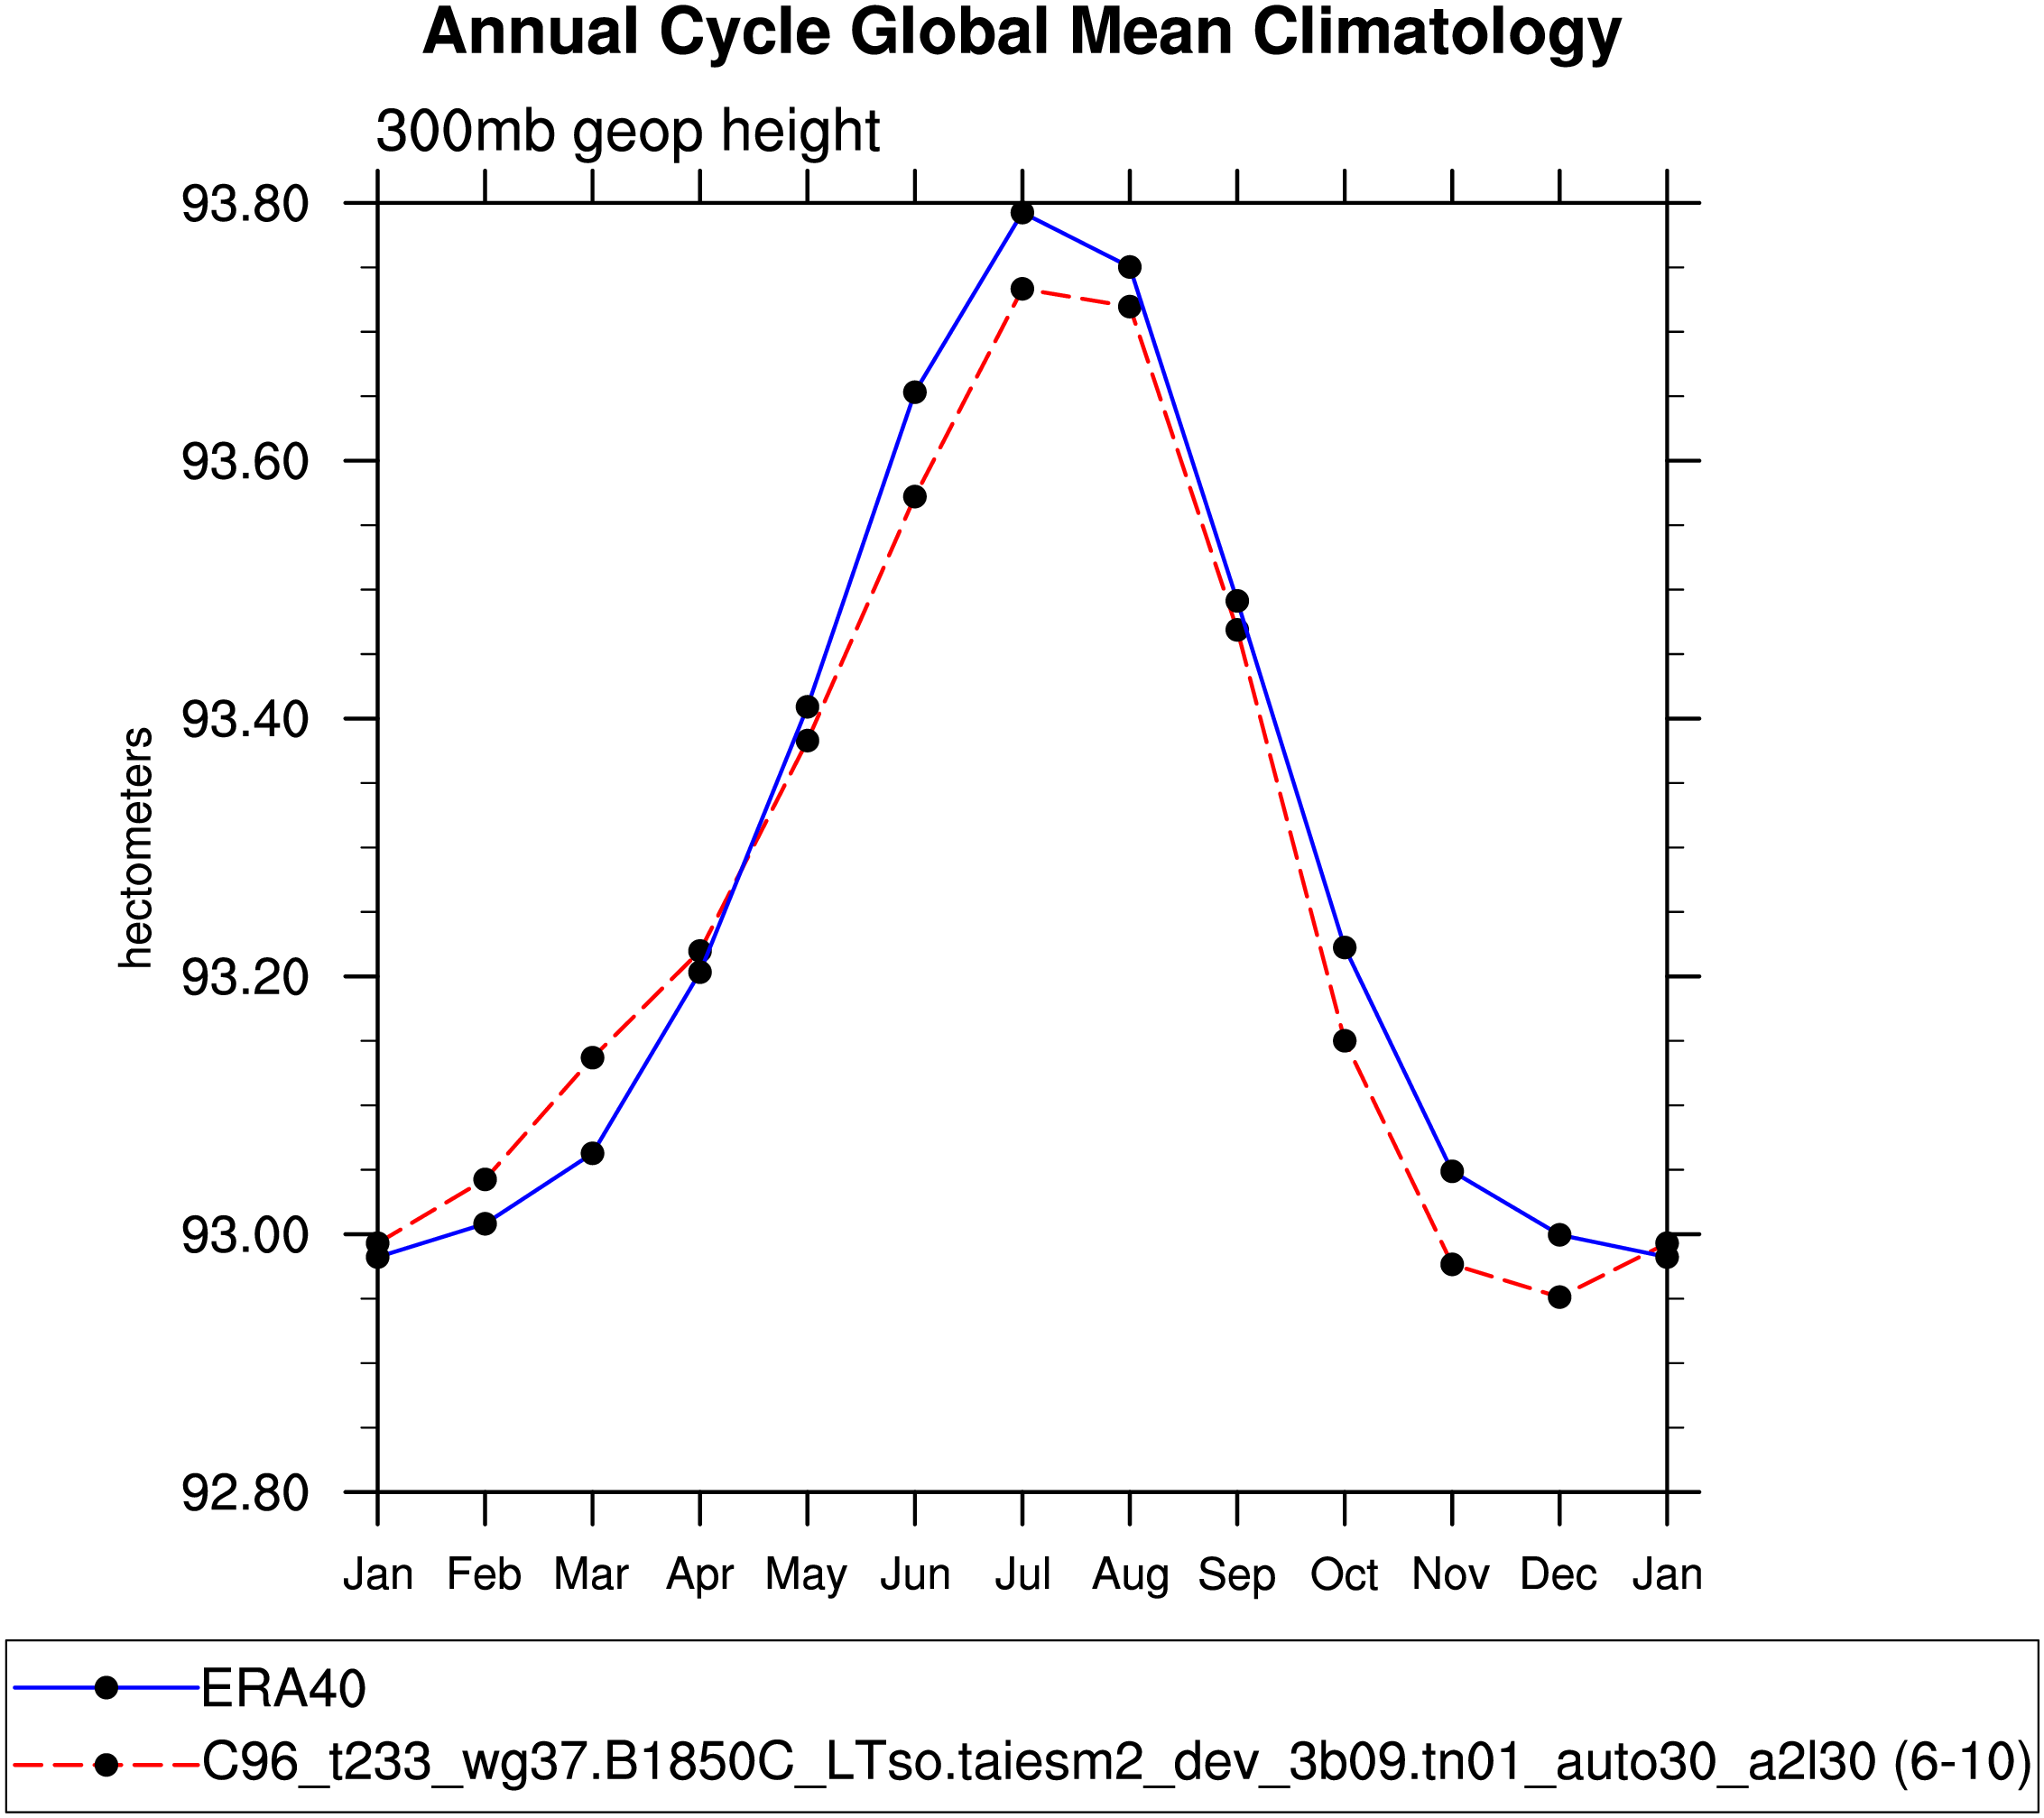 Annual Cycle Global Mean Climatology
300mb geop height
93.80
93.60
93.40
93.20
93.00
92.80
hectometers
Jan Feb Mar Apr May Jun Jul Aug Sep Oct Nov Dec Jan
ERA40
C96_t233_wg37.B1850C_LTso.taiesm2_dev_3b09.tn01_auto30_a2l30 (6-10)